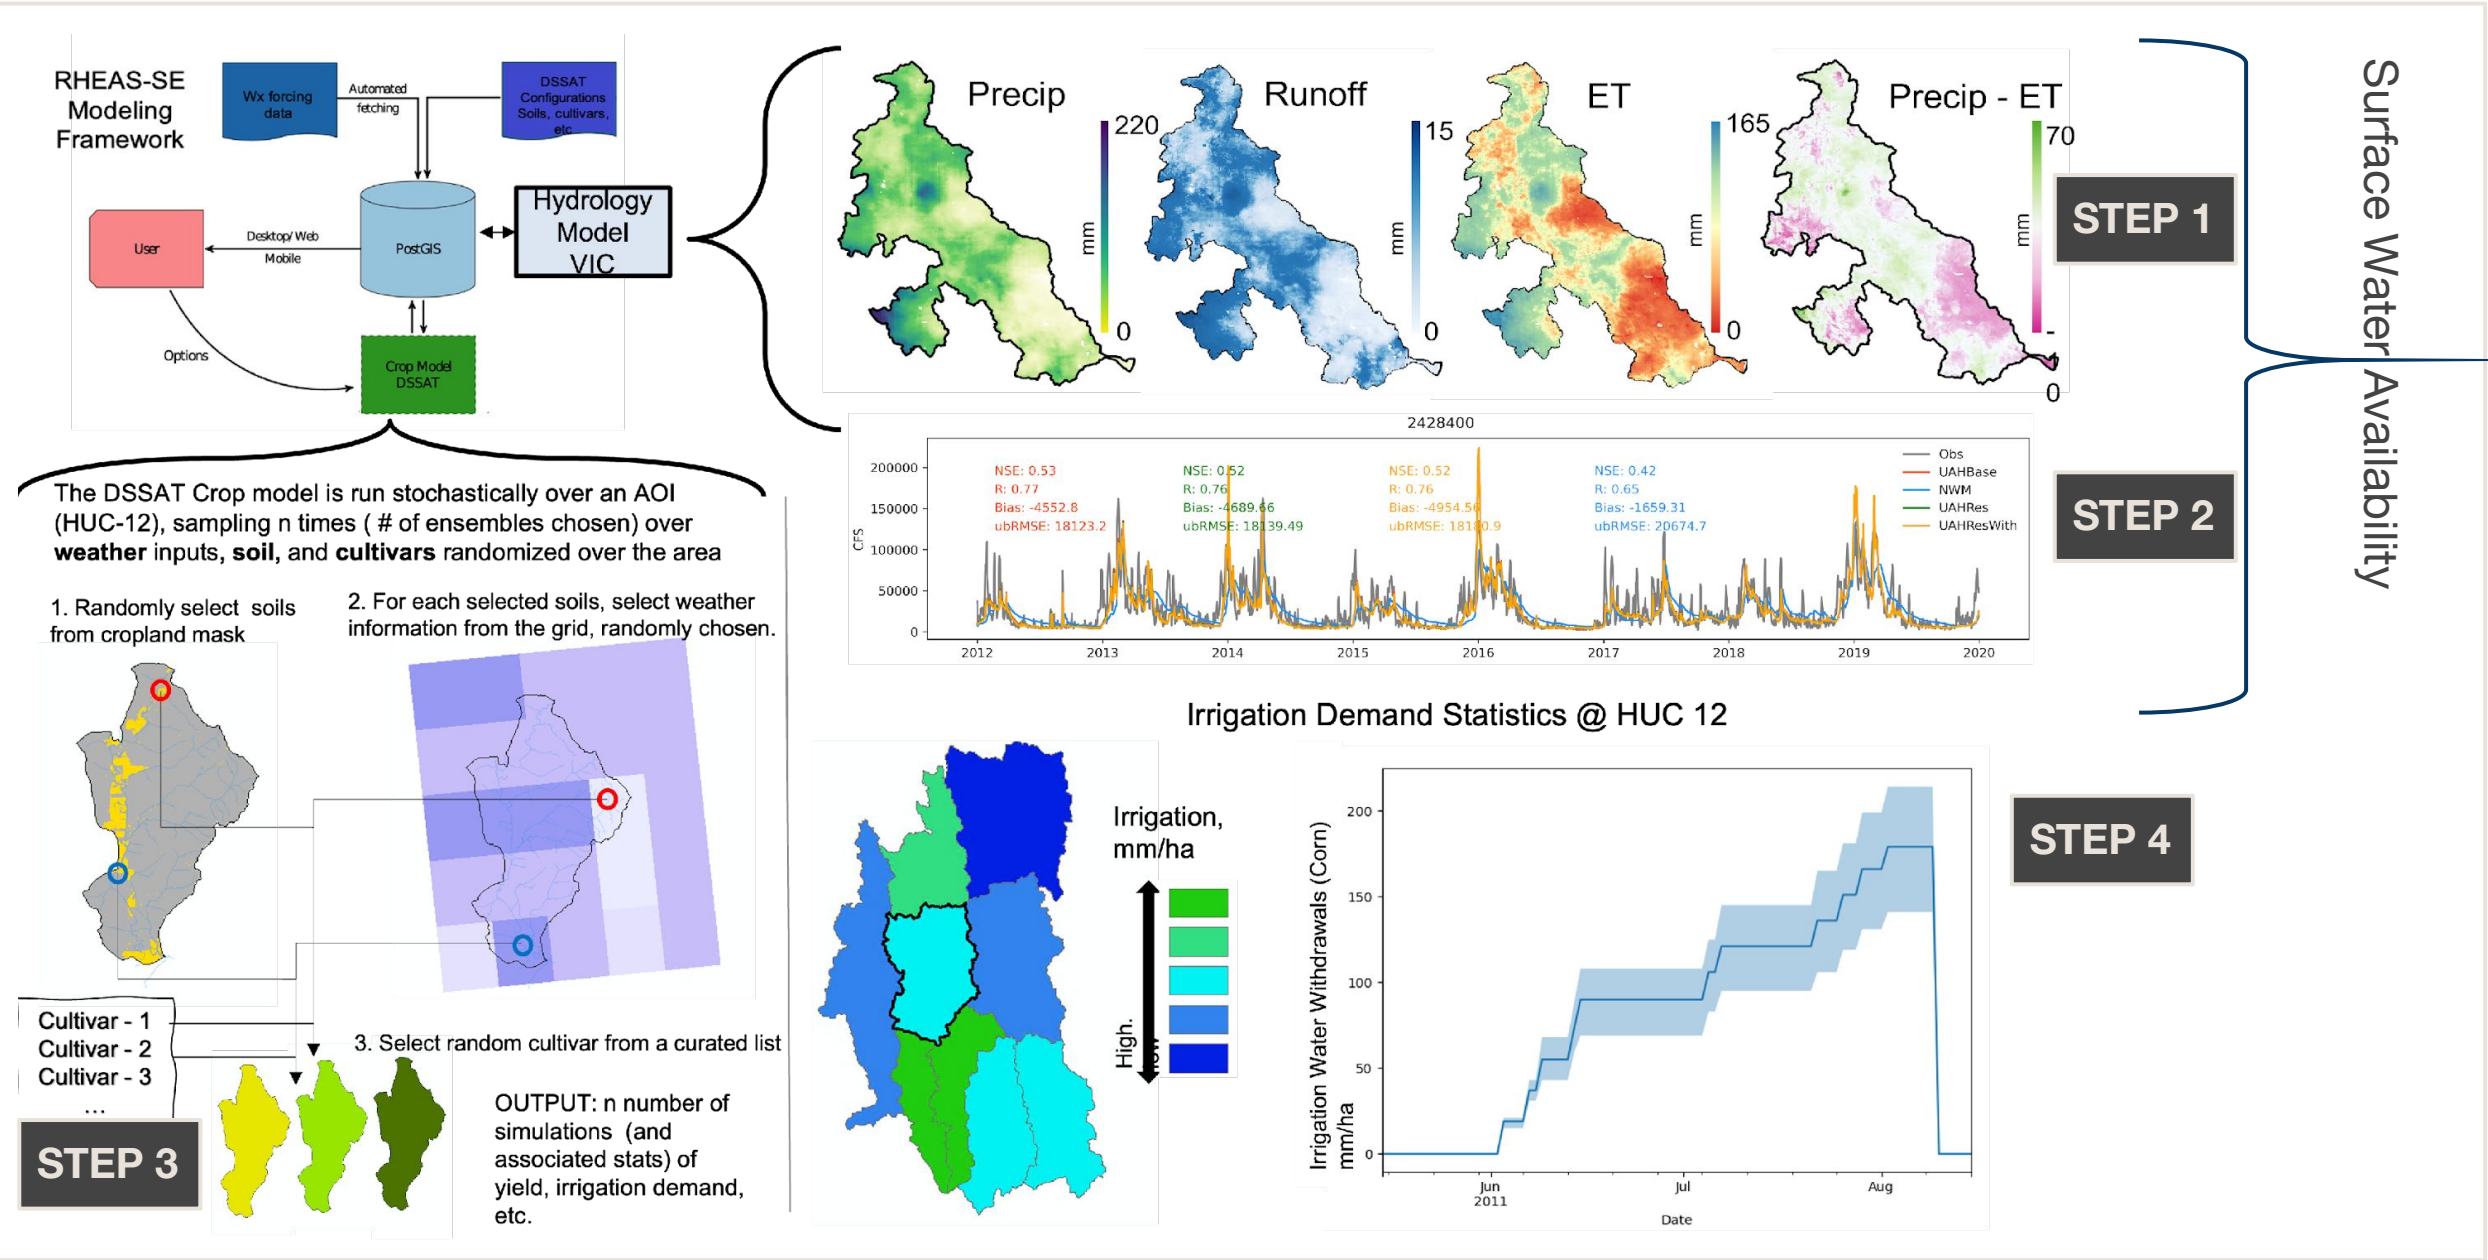 RHEAS-SE
Modeling
Framework
Wx forcing
data
Automated
fetching
DSSAT
Configurations
Soils, cultivars,
etc
User
Desktop/Web
Mobile
PostGIS
Hydrology
Model
VIC
Options
Crop Model
DSSAT
Precip
220
mm
0
Runoff
15
mm
0
ET
165
mm
0
Precip - ET
70
mm
-
0
STEP 1
Surface Water Availability
2428400
200000
150000
100000
50000
0
CFS
NSE: 0.53
R: 0.77
Bias: -4552.8
ubRMSE: 18123.2
NSE: 0.52
R: 0.76
Bias: -4689.66
ubRMSE: 18139.49
NSE: 0.52
R: 0.76
Bias: -4954.56
ubRMSE: 18180.9
NSE: 0.42
R: 0.65
Bias: -1659.31
ubRMSE: 20674.7
Obs
UAHBase
NWM
UAHRes
UAHResWith
2012 2013 2014 2015 2016 2017 2018 2019 2020
STEP 2
The DSSAT Crop model is run stochastically over an AOI
(HUC-12), sampling n times ( # of ensembles chosen) over
weather inputs, soil, and cultivars randomized over the area
1. Randomly select soils
from cropland mask
2. For each selected soils, select weather
information from the grid, randomly chosen.
Cultivar - 1
Cultivar - 2
Cultivar - 3
...
3. Select random cultivar from a curated list
OUTPUT: n number of
simulations (and
associated stats) of
yield, irrigation demand,
etc.
STEP 3
Irrigation Demand Statistics @ HUC 12
Irrigation,
mm/ha
High.
Irrigation Water Withdrawals (Corn)
mm/ha
200
150
100
50
0
Jun
2011
Jul
Aug
Date
STEP 4